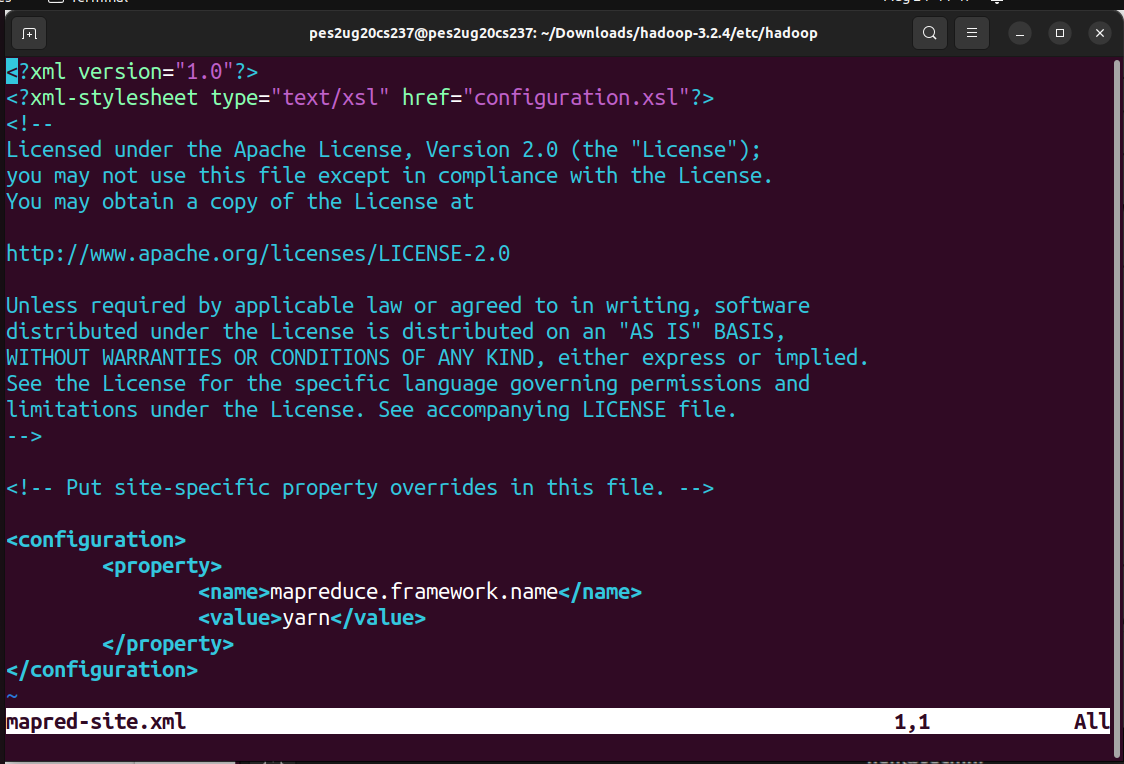 pes2ug20cs237@pes2ug20cs237: ~/Downloads/hadoop-3.2.4/etc/hadoop
<?xml version="1.0"?>
<?xml-stylesheet type="text/xsl" href="configuration.xsl"?>
<!--
Licensed under the Apache License, Version 2.0 (the "License");
you may not use this file except in compliance with the License.
You may obtain a copy of the License at
http://www.apache.org/licenses/LICENSE-2.0
Unless required by applicable law or agreed to in writing, software
distributed under the License is distributed on an "AS IS" BASIS,
WITHOUT WARRANTIES OR CONDITIONS OF ANY KIND, either express or implied.
See the License for the specific language governing permissions and
limitations under the License. See accompanying LICENSE file.
-->
<!-- Put site-specific property overrides in this file. -->
<configuration>
<property>
<name>mapreduce.framework.name</name>
<value>yarn</value>
</property>
</configuration>
~
mapred-site.xml 1,1 All